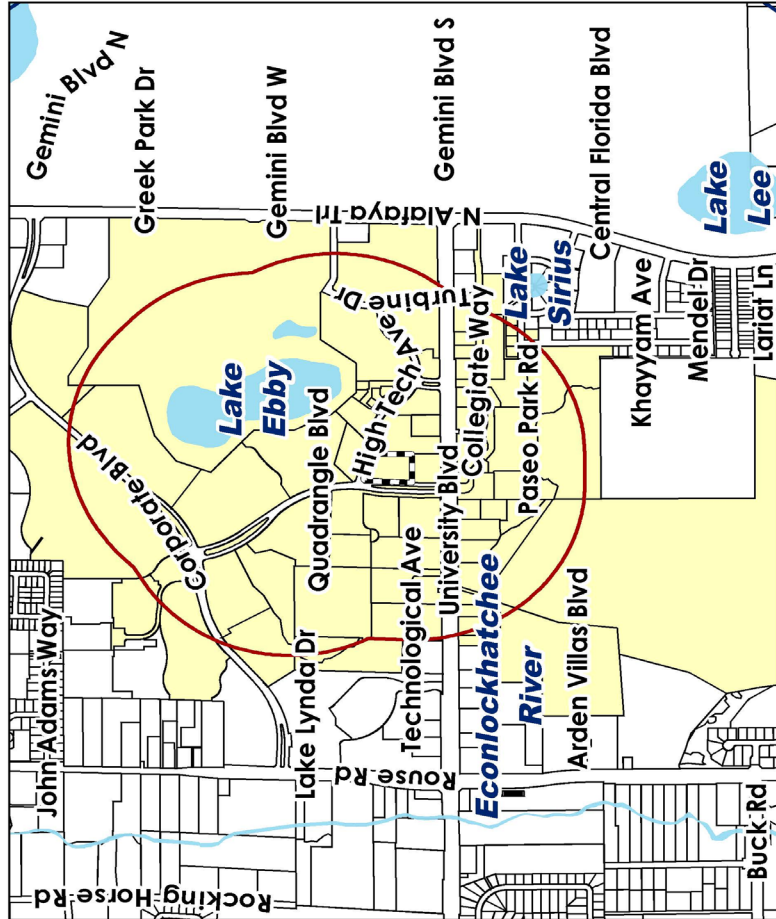 Gemini Blvd N
Greek Park Dr
Gemini Blvd W
Gemini Blvd S
Central Florida Blvd
N Alafaya Trl
Lake
Lee
Turbine Dr
Lake
Sirius
Khayyam Ave
Mendel Dr
Lariat Ln
Lake
Ebby
High Tech Ave
Collegiate Way
Paseo Park Rd
Corporate Blvd
Quadrangle Blvd
University Blvd
Technological Ave
John Adams Way
Lake Lynda Dr
Econlockhatchee
River
Arden Villas Blvd
Rouse Rd
Buck Rd
Rocking Horse Rd